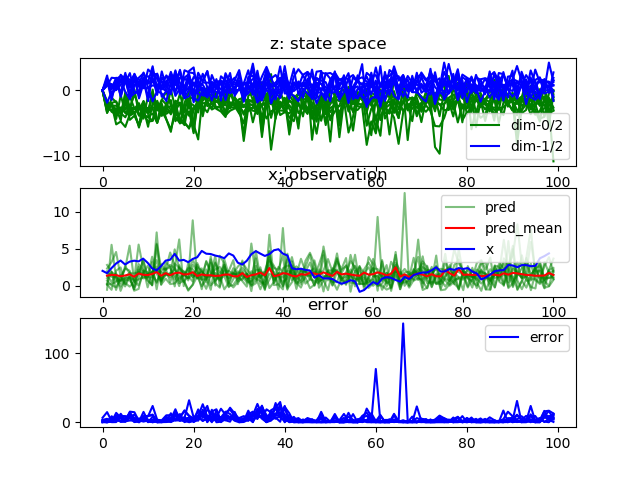 z: state space
0
−10
dim-0/2
dim-1/2
0 20 40 60 80 100
x: observation
10
5
0
pred
pred_mean
x
0 20 40 60 80 100
error
100
0
error
0 20 40 60 80 100